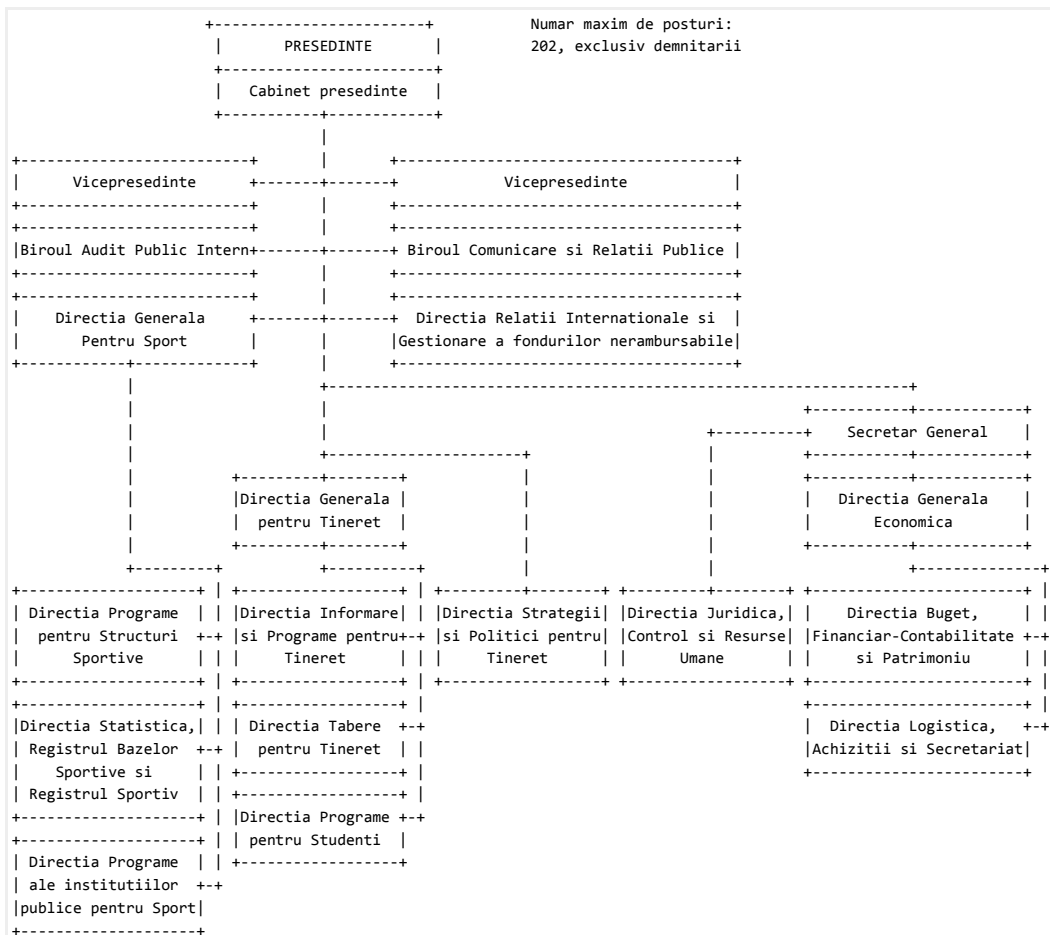 Numar maxim de posturi:
PRESEDINTE
202, exclusiv demnitarii
Cabinet presedinte
Vicepresedinte
Vicepresedinte
Biroul Audit Public Intern
Biroul Comunicare si Relatii Publice
Directia Generala
Pentru Sport
Directia Relatii Internationale si
Gestionare a fondurilor nerambursabile
Secretar General
Directia Generala
pentru Tineret
Directia Generala
Economica
Directia Programe
pentru Structuri
Sportive
Directia Informare
si Programe pentru
Tineret
Directia Strategii
si Politici pentru
Tineret
Directia Juridica,
Control si Resurse
Umane
Directia Buget,
Financiar-Contabilitate
si Patrimoniu
Directia Statistica,
Registrul Bazelor
Sportive si
Registrul Sportiv
Directia Tabere
pentru Tineret
Directia Logistica,
Achizitii si Secretariat
Directia Programe
pentru Studenti
Directia Programe
ale institutiilor
publice pentru Sport